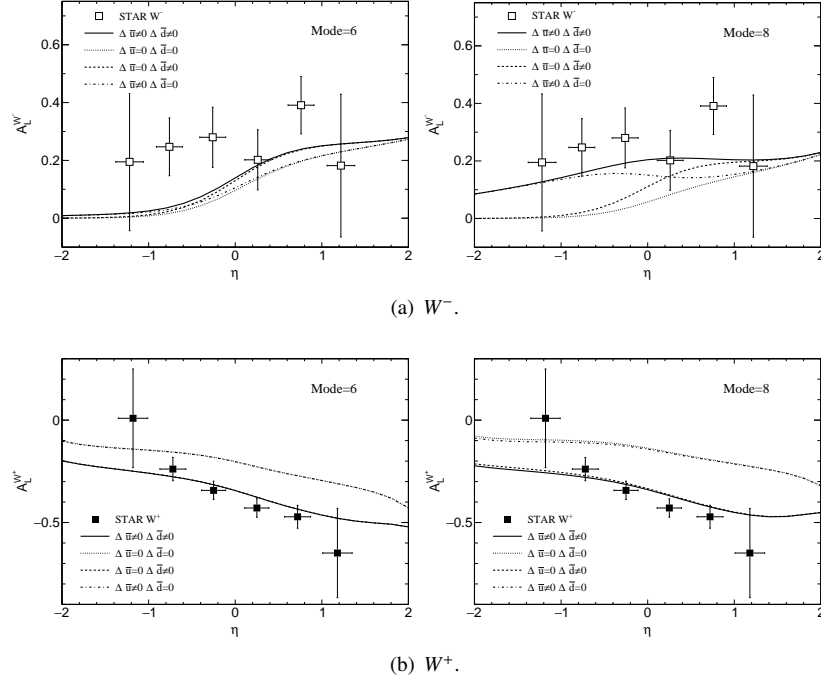 STAR W⁻
Δ u̅≠0 Δ d̅≠0
Δ u̅=0 Δ d̅=0
Δ u̅=0 Δ d̅≠0
Δ u̅≠0 Δ d̅=0
Mode=6
A_L^{W⁻}
0.6
0.4
0.2
0
−2 −1 0 1 2
η
STAR W⁻
Δ u̅≠0 Δ d̅≠0
Δ u̅=0 Δ d̅=0
Δ u̅=0 Δ d̅≠0
Δ u̅≠0 Δ d̅=0
Mode=8
A_L^{W⁻}
0.6
0.4
0.2
0
−2 −1 0 1 2
η
(a) W−.
Mode=6
A_L^{W⁺}
0
−0.5
STAR W⁺
Δ u̅≠0 Δ d̅≠0
Δ u̅=0 Δ d̅=0
Δ u̅=0 Δ d̅≠0
Δ u̅≠0 Δ d̅=0
−2 −1 0 1 2
η
Mode=8
A_L^{W⁺}
0
−0.5
STAR W⁺
Δ u̅≠0 Δ d̅≠0
Δ u̅=0 Δ d̅=0
Δ u̅=0 Δ d̅≠0
Δ u̅≠0 Δ d̅=0
−2 −1 0 1 2
η
(b) W+.